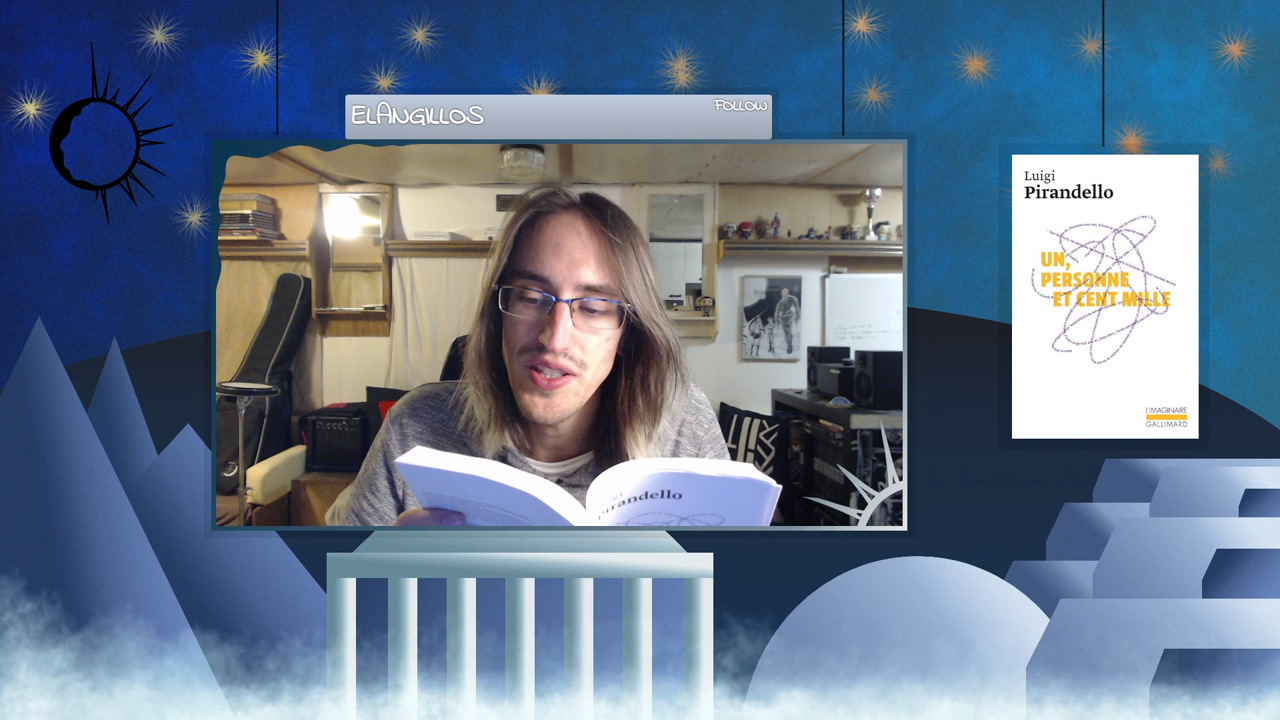 ELANGILLOS
FOLLOW
Luigi
Pirandello
UN,
PERSONNE
ET CENT MILLE
L'IMAGINAIRE
GALLIMARD
Pirandello